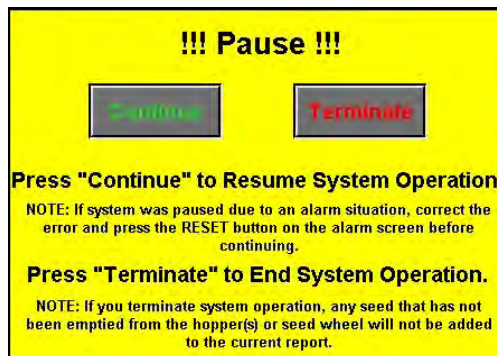 !!! Pause !!!
Continue Terminate
Press "Continue" to Resume System Operation
NOTE: If system was paused due to an alarm situation, correct the
error and press the RESET button on the alarm screen before
continuing.
Press "Terminate" to End System Operation.
NOTE: If you terminate system operation, any seed that has not
been emptied from the hopper(s) or seed wheel will not be added
to the current report.